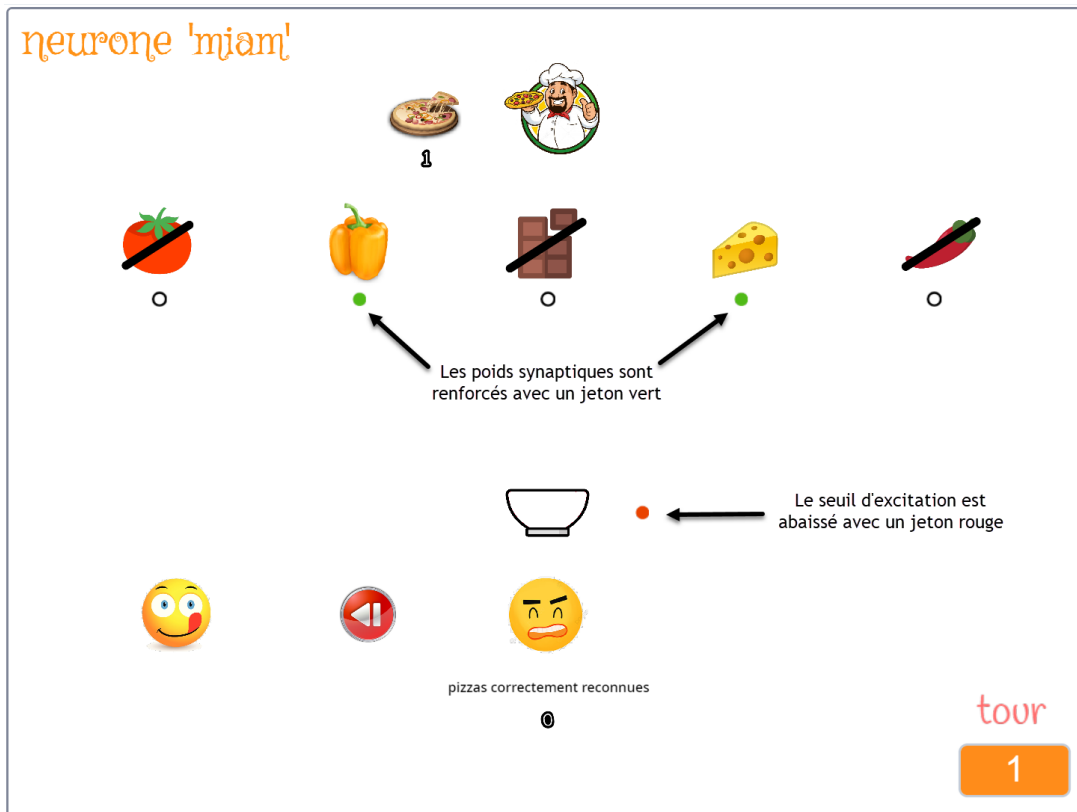 neurone 'miam'
1
Les poids synaptiques sont
renforcés avec un jeton vert
Le seuil d'excitation est
abaissé avec un jeton rouge
pizzas correctement reconnues
0
tour
1